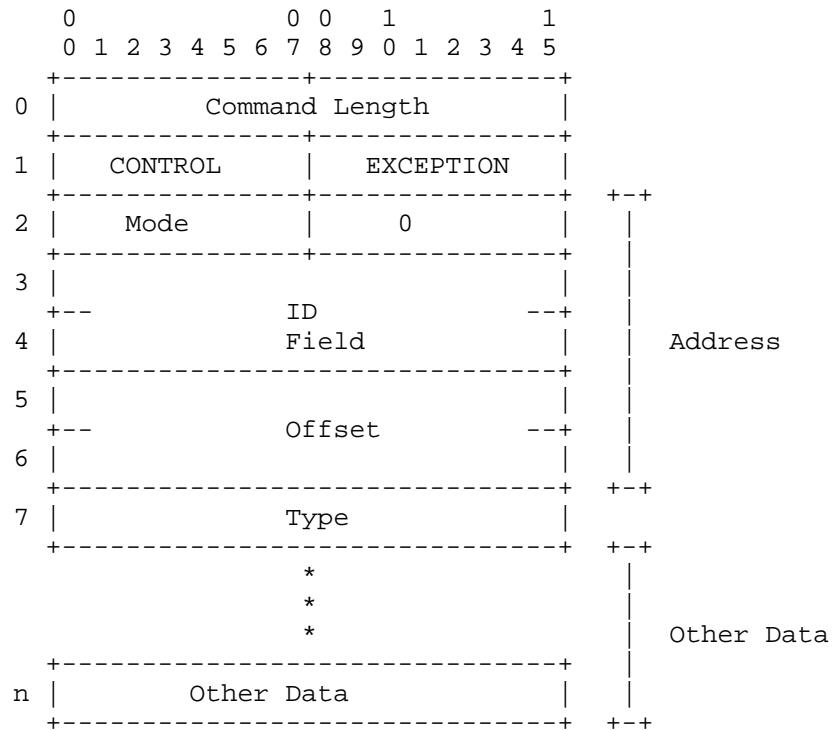 0             0 0   1         1
     0 1 2 3 4 5 6 7 8 9 0 1 2 3 4 5
    +---------------+---------------+
0   |         Command Length        |
    +---------------+---------------+
1   |    CONTROL    |   EXCEPTION   |
    +---------------+---------------+  +-+
2   |     Mode      |      0        |   |
    +---------------+---------------+   |
3   |                               |   |
    +--            ID             --+   |
4   |              Field            |   |  Address
    +-------------------------------+   |
5   |                               |   |
    +--            Offset         --+   |
6   |                               |   |
    +-------------------------------+  +-+
7   |              Type             |
    +-------------------------------+  +-+
                    *                   |
                    *                   |
                    *                   |  Other Data
    +-------------------------------+   |
n   |        Other Data             |   |
    +-------------------------------+  +-+